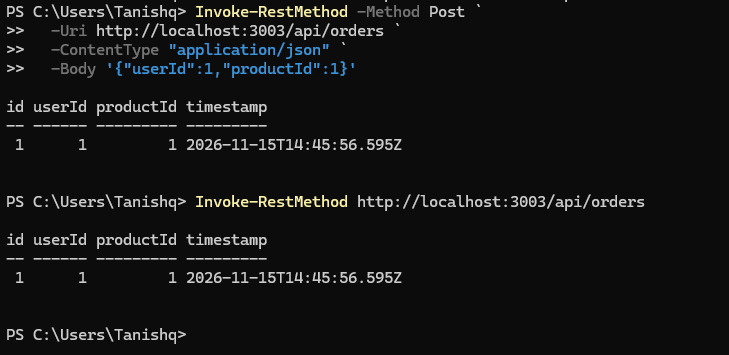 PS C:\Users\Tanishq> Invoke-RestMethod -Method Post `
>>   -Uri http://localhost:3003/api/orders `
>>   -ContentType "application/json" `
>>   -Body '{"userId":1,"productId":1}'
id userId productId timestamp
-- ------ --------- ---------
 1      1         1 2026-11-15T14:45:56.595Z
PS C:\Users\Tanishq> Invoke-RestMethod http://localhost:3003/api/orders
id userId productId timestamp
-- ------ --------- ---------
 1      1         1 2026-11-15T14:45:56.595Z
PS C:\Users\Tanishq>